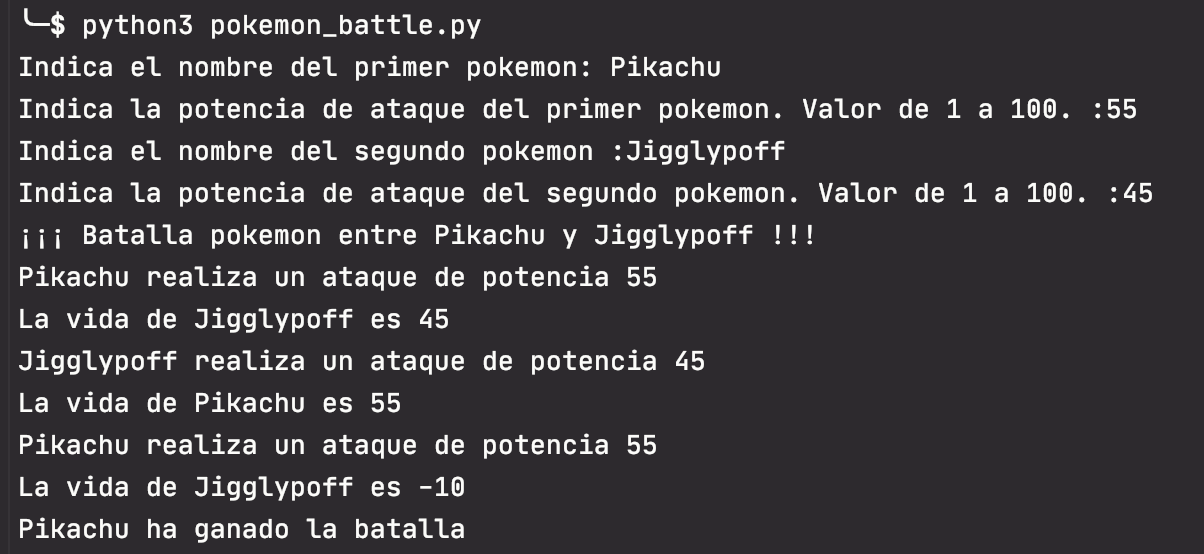 ╰─$ python3 pokemon_battle.py
Indica el nombre del primer pokemon: Pikachu
Indica la potencia de ataque del primer pokemon. Valor de 1 a 100. :55
Indica el nombre del segundo pokemon :Jigglypoff
Indica la potencia de ataque del segundo pokemon. Valor de 1 a 100. :45
¡¡¡ Batalla pokemon entre Pikachu y Jigglypoff !!!
Pikachu realiza un ataque de potencia 55
La vida de Jigglypoff es 45
Jigglypoff realiza un ataque de potencia 45
La vida de Pikachu es 55
Pikachu realiza un ataque de potencia 55
La vida de Jigglypoff es -10
Pikachu ha ganado la batalla